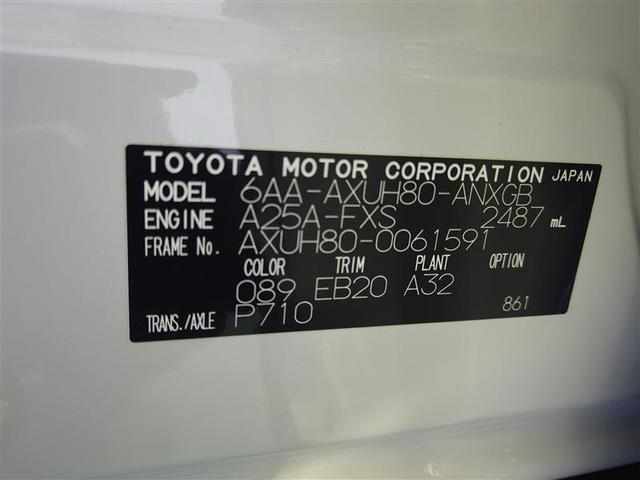 TOYOTA MOTOR CORPORATION JAPAN
MODEL 6AA-AXUH80-ANXGB
ENGINE A25A-FXS 2487 mL
FRAME No. AXUH80-0061591
COLOR TRIM PLANT OPTION
089 EB20 A32
TRANS./AXLE P710 861